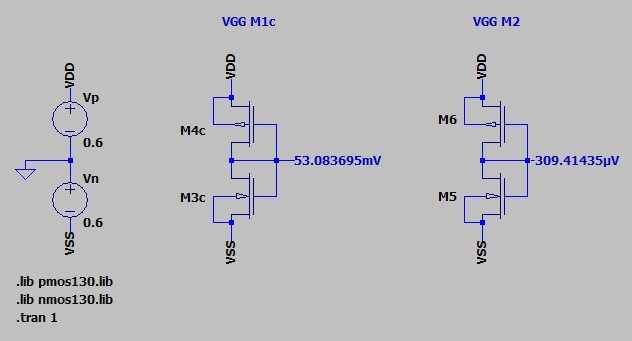 VGG M1c
VGG M2
VDD
VDD
VDD
Vp
M4c
M6
0.6
53.083695mV
-309.41435µV
Vn
M3c
M5
0.6
VSS
VSS
VSS
.lib pmos130.lib
.lib nmos130.lib
.tran 1